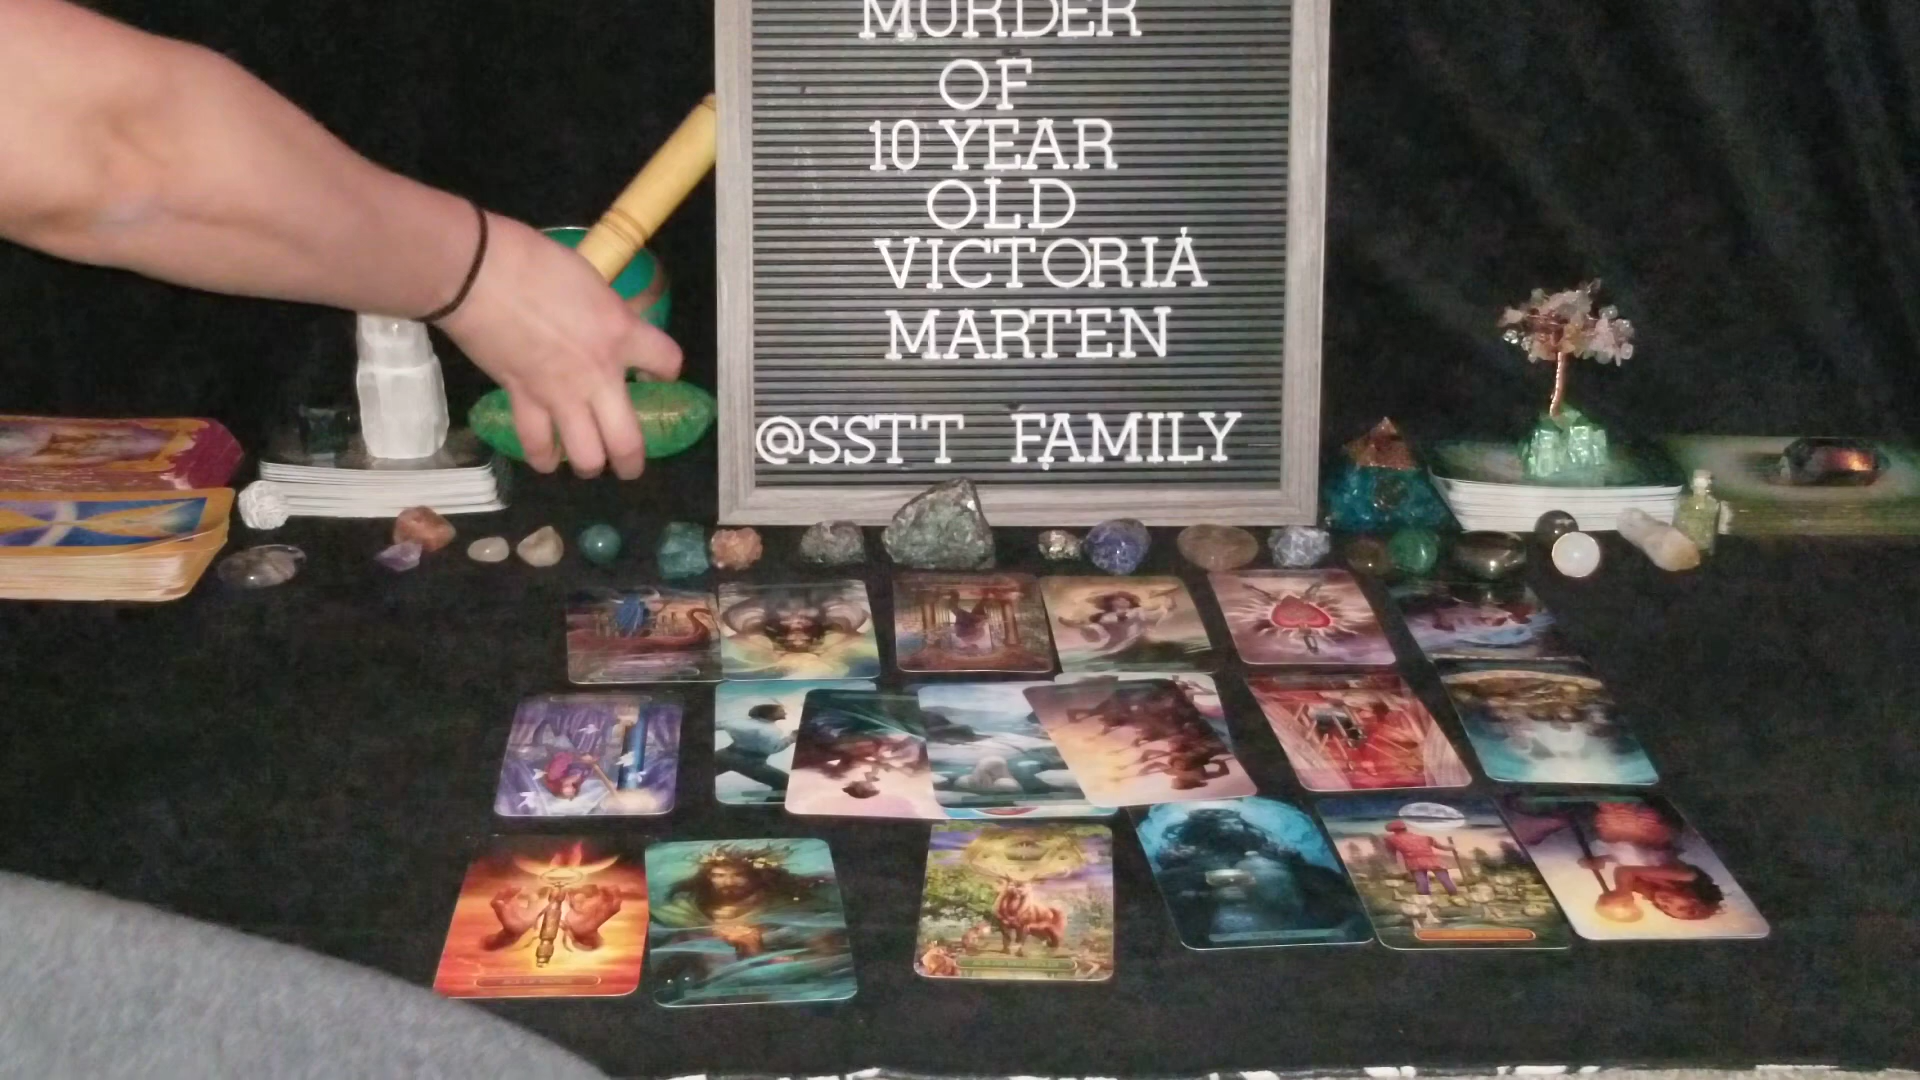 MURDER
OF
10 YEAR
OLD
VICTORIA
MARTEN
@SSTT FAMILY